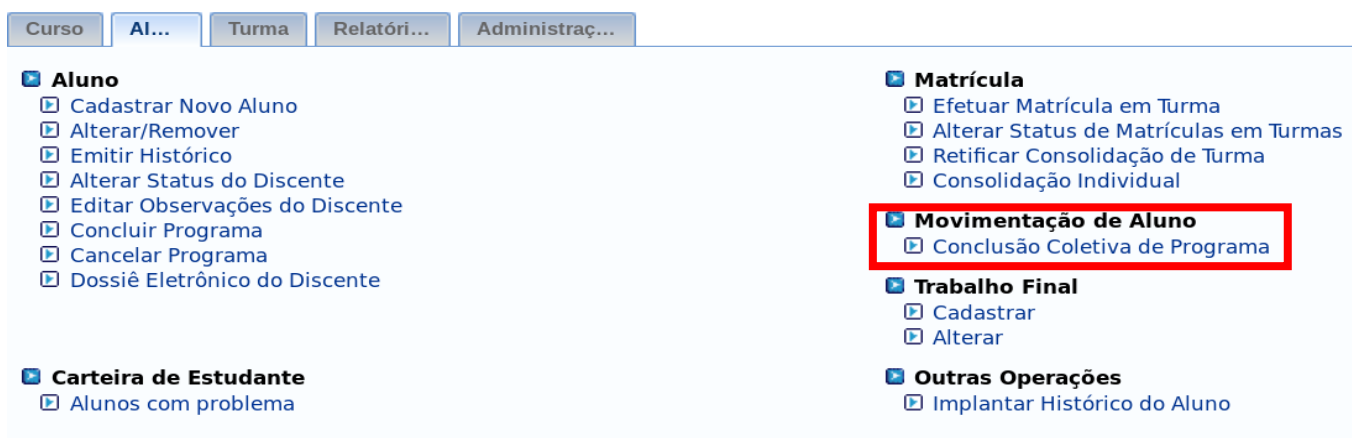 Curso
Al...
Turma
Relatóri...
Administraç...
Aluno
Cadastrar Novo Aluno
Alterar/Remover
Emitir Histórico
Alterar Status do Discente
Editar Observações do Discente
Concluir Programa
Cancelar Programa
Dossiê Eletrônico do Discente
Matrícula
Efetuar Matrícula em Turma
Alterar Status de Matrículas em Turmas
Retificar Consolidação de Turma
Consolidação Individual
Movimentação de Aluno
Conclusão Coletiva de Programa
Trabalho Final
Cadastrar
Alterar
Carteira de Estudante
Alunos com problema
Outras Operações
Implantar Histórico do Aluno